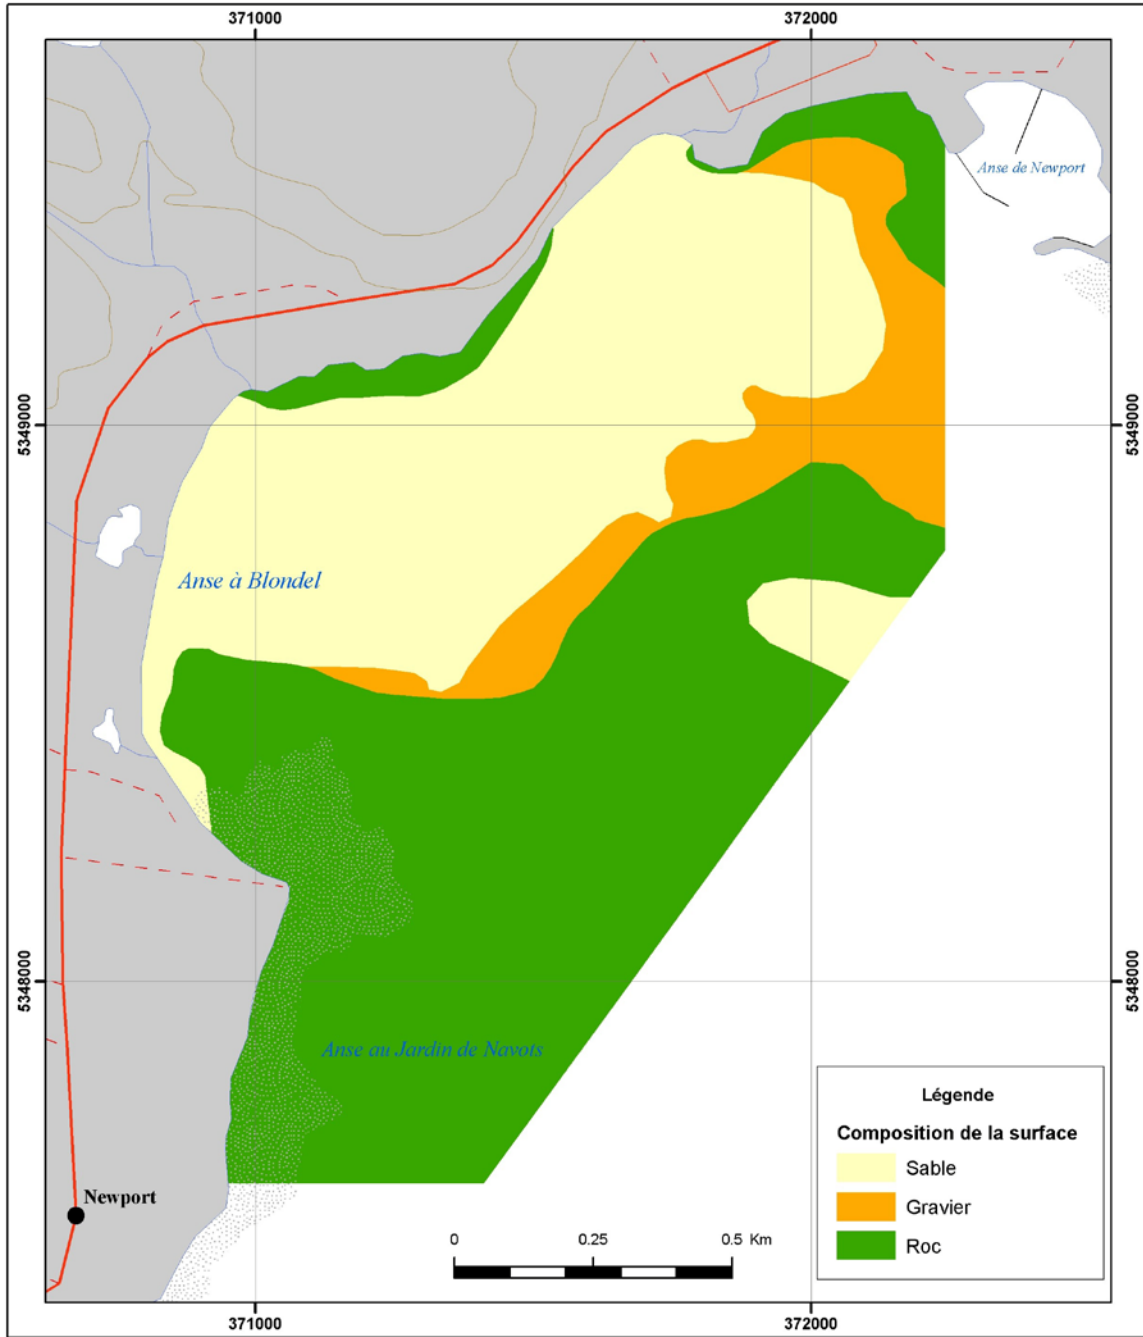 371000
372000
Anse de Newport
5349000
5349000
Anse à Blondel
5348000
5348000
Anse au Jardin de Navots
Légende
Composition de la surface
Sable
Gravier
Roc
Newport
0
0.25
0.5 Km
371000
372000